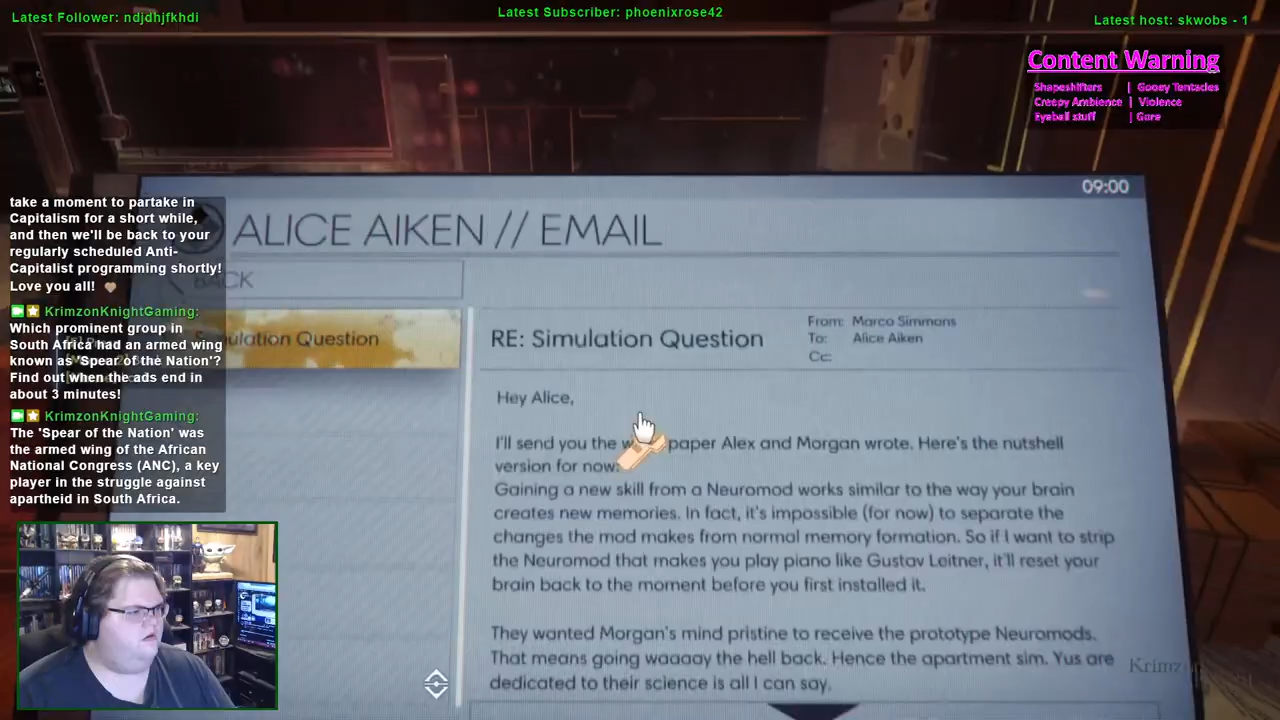 Latest Follower: ndjdhjfkhdi
Latest Subscriber: phoenixrose42
Latest host: skwobs - 1
Content Warning
Shapeshifters | Gooey Tentacles
Creepy Ambience | Violence
Eyeball stuff | Gore
take a moment to partake in
Capitalism for a short while,
and then we'll be back to your
regularly scheduled Anti-
Capitalist programming shortly!
Love you all!
KrimzonKnightGaming:
Which prominent group in
South Africa had an armed wing
known as 'Spear of the Nation'?
Find out when the ads end in
about 3 minutes!
KrimzonKnightGaming:
The 'Spear of the Nation' was
the armed wing of the African
National Congress (ANC), a key
player in the struggle against
apartheid in South Africa.
09:00
ALICE AIKEN // EMAIL
BACK
Simulation Question
RE: Simulation Question
From: Marco Simmons
To: Alice Aiken
Cc:
Hey Alice,
I'll send you the paper Alex and Morgan wrote. Here's the nutshell
version for now:
Gaining a new skill from a Neuromod works similar to the way your brain
creates new memories. In fact, it's impossible (for now) to separate the
changes the mod makes from normal memory formation. So if I want to strip
the Neuromod that makes you play piano like Gustav Leitner, it'll reset your
brain back to the moment before you first installed it.
They wanted Morgan's mind pristine to receive the prototype Neuromods.
That means going waaaay the hell back. Hence the apartment sim. Yus are
dedicated to their science is all I can say.